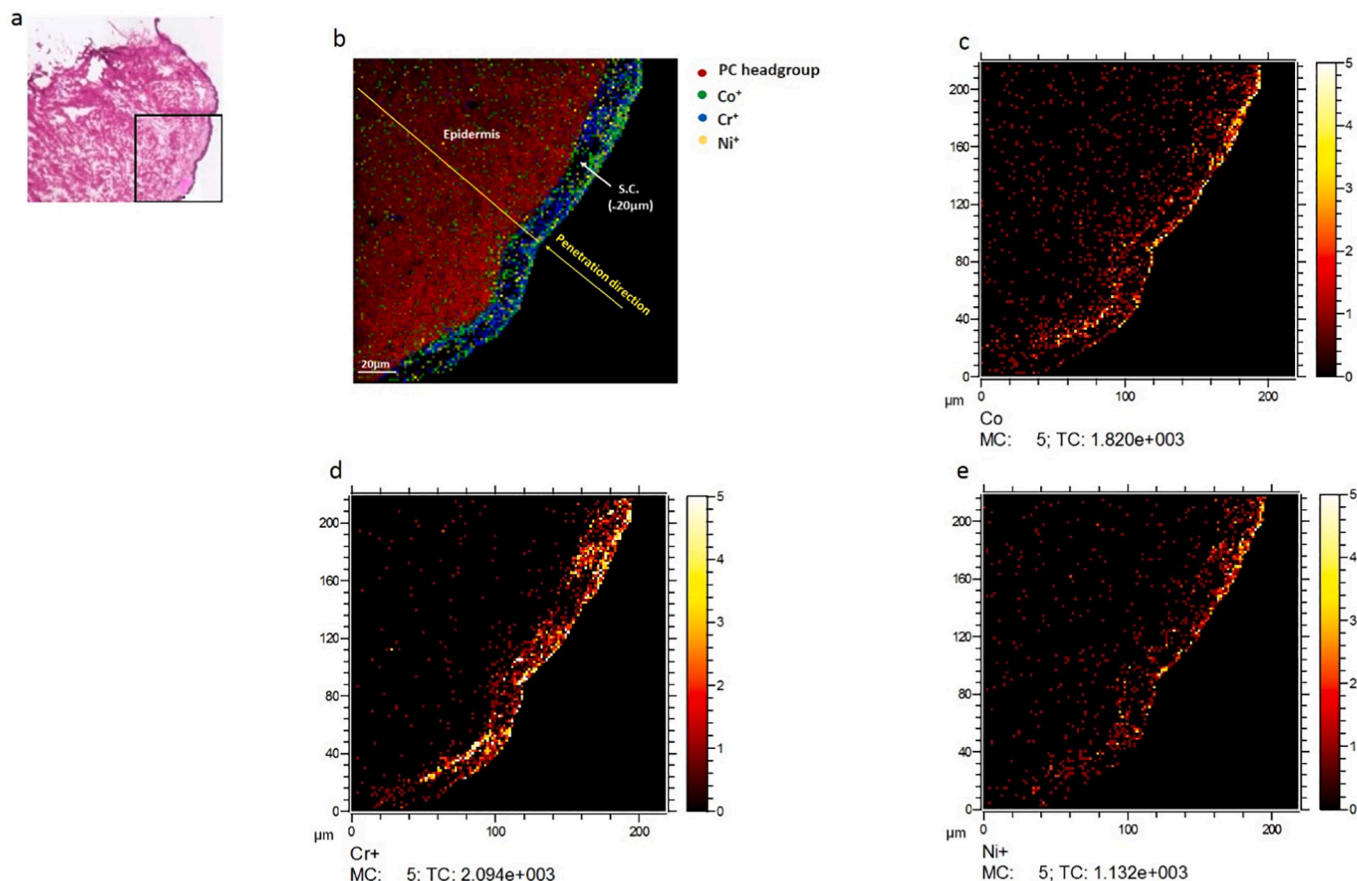 a
b
PC headgroup
Co⁺
Cr⁺
Ni⁺
Epidermis
S.C.
(~20µm)
Penetration direction
20µm
c
200
160
120
80
40
0
0 100 200
µm
5
4
3
2
1
0
Co
MC: 5; TC: 1.820e+003
d
200
160
120
80
40
0
0 100 200
µm
5
4
3
2
1
0
Cr+
MC: 5; TC: 2.094e+003
e
200
160
120
80
40
0
0 100 200
µm
5
4
3
2
1
0
Ni+
MC: 5; TC: 1.132e+003